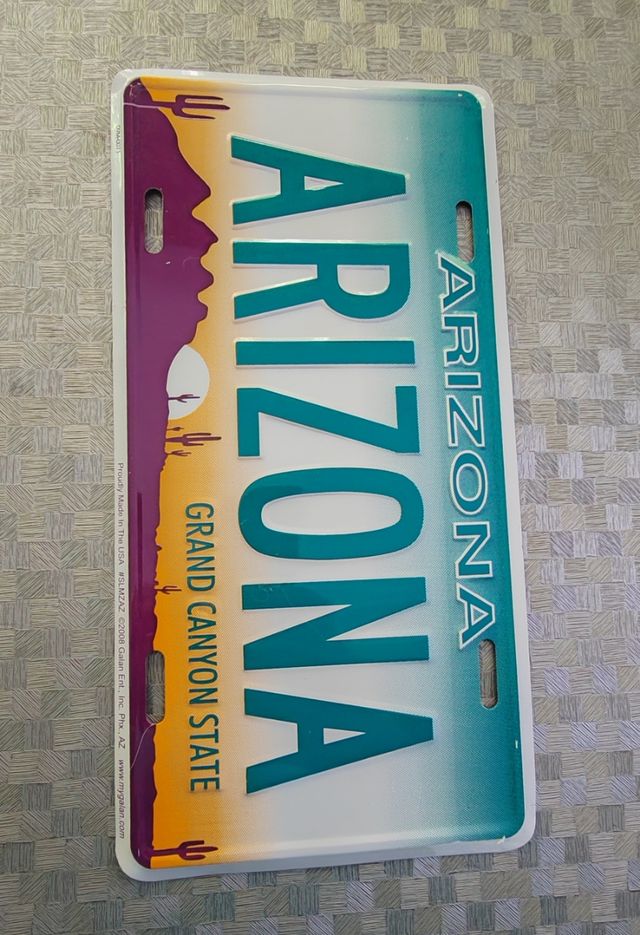 ARIZONA
ARIZONA
GRAND CANYON STATE
Proudly Made In The USA #SLMZAZ ©2008 Galan Ent., Inc. Phx., AZ www.mygalan.com